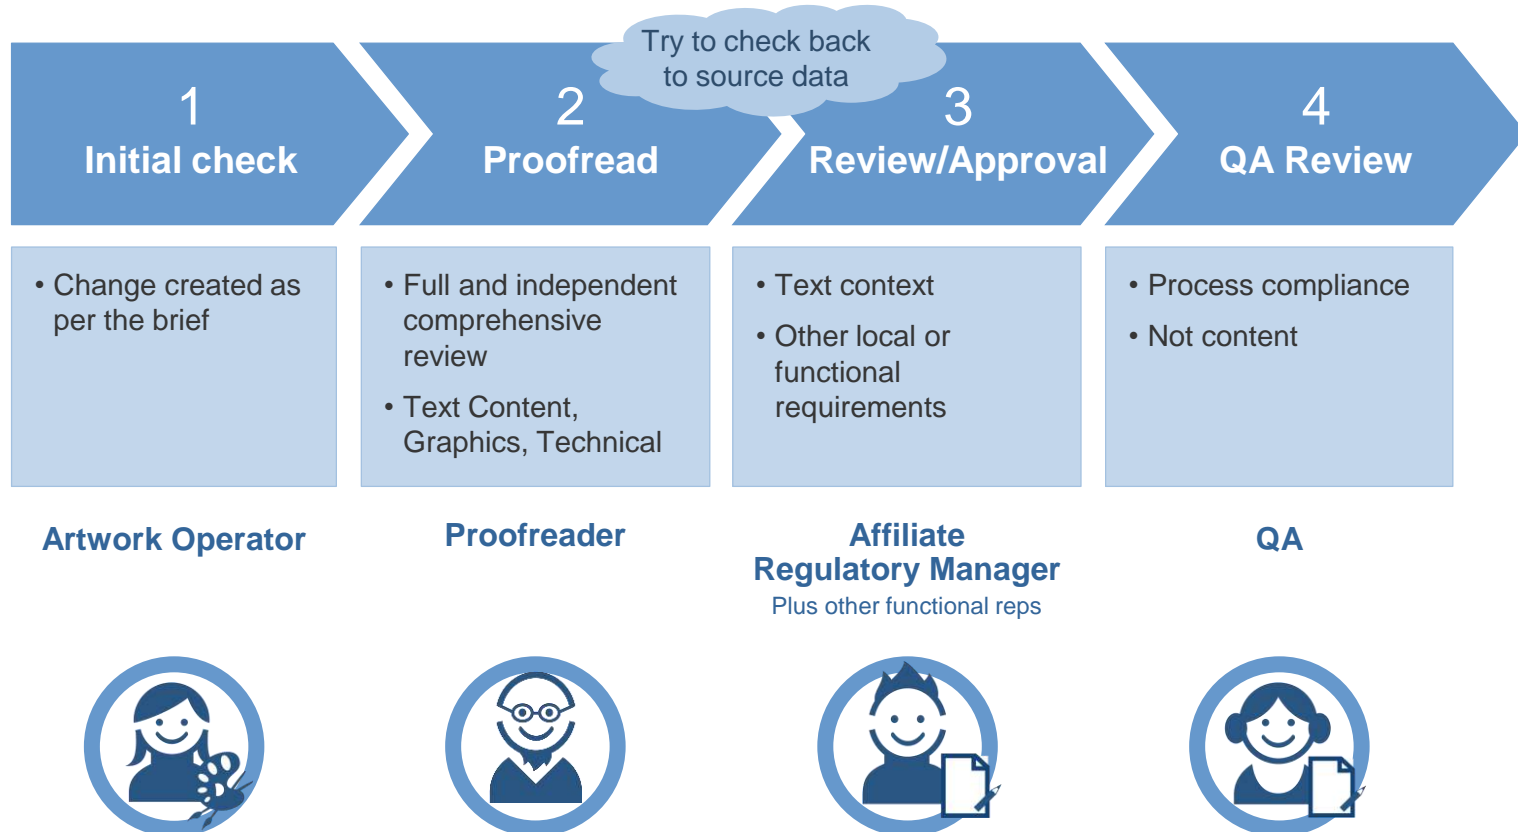 Try to check back
to source data
1
Initial check
2
Proofread
3
Review/Approval
4
QA Review
• Change created as
per the brief
• Full and independent
comprehensive
review
• Text Content,
Graphics, Technical
• Text context
• Other local or
functional
requirements
• Process compliance
• Not content
Artwork Operator
Proofreader
Affiliate
Regulatory Manager
Plus other functional reps
QA